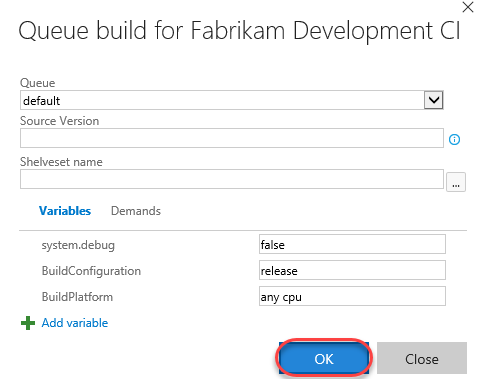 Queue build for Fabrikam Development CI
Queue
default
Source Version
Shelveset name
...
Variables Demands
system.debug false
BuildConfiguration release
BuildPlatform any cpu
Add variable
OK Close